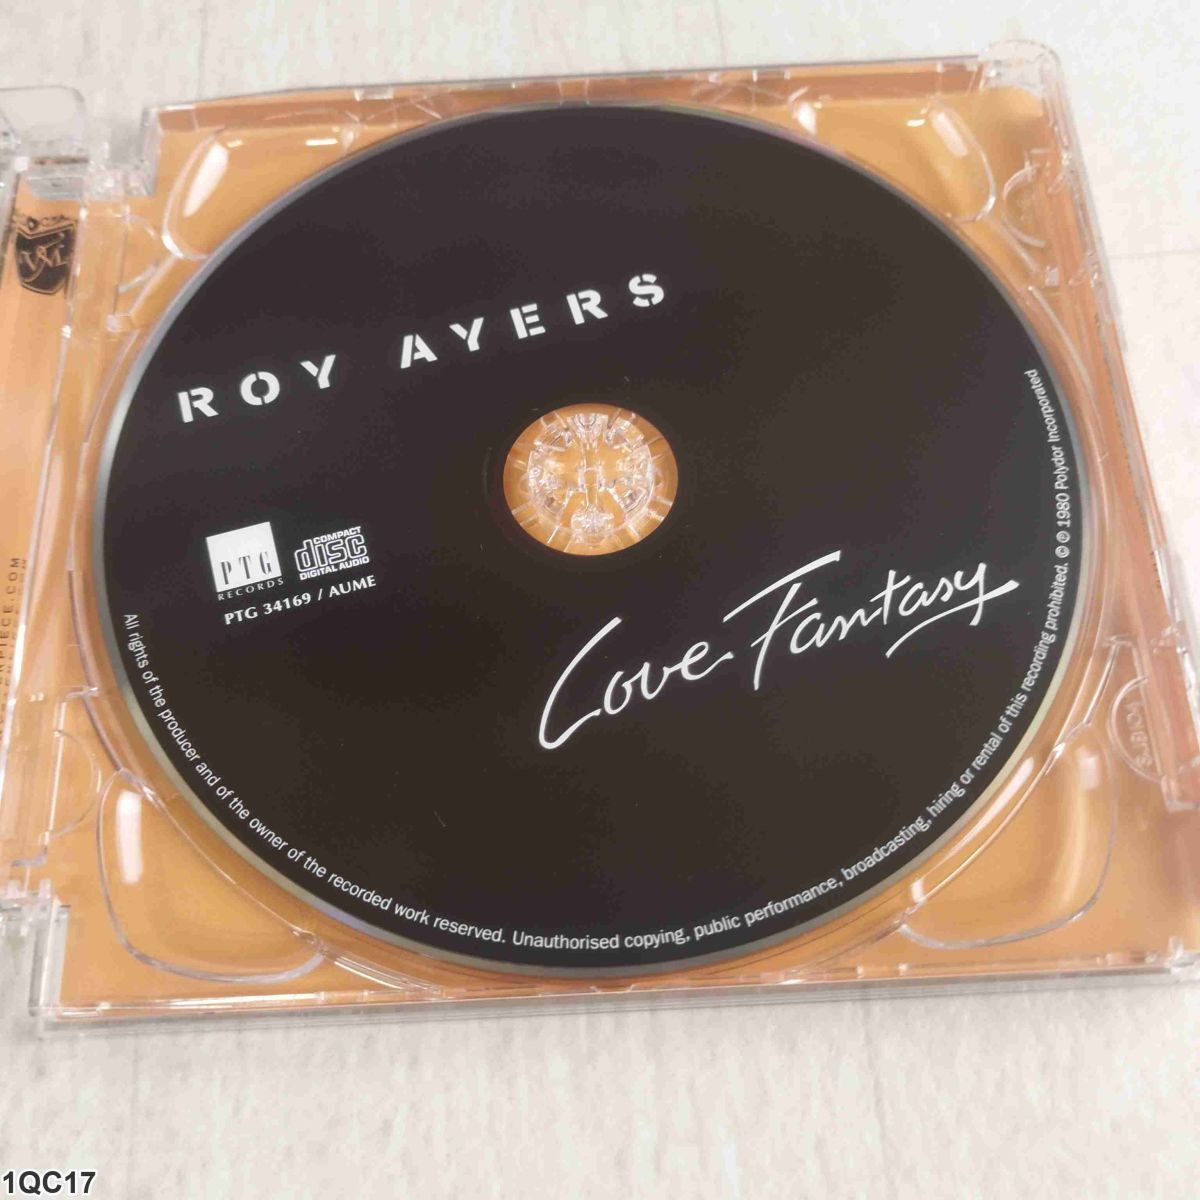 ROY AYERS
PTG
RECORDS
COMPACT
disc
DIGITAL AUDIO
PTG 34169 / AUME
Love Fantasy
All rights of the producer and of the owner of the recorded work reserved. Unauthorised copying, public performance, broadcasting, hiring or rental of this recording prohibited. © ℗ 1980 Polydor Incorporated
1QC17